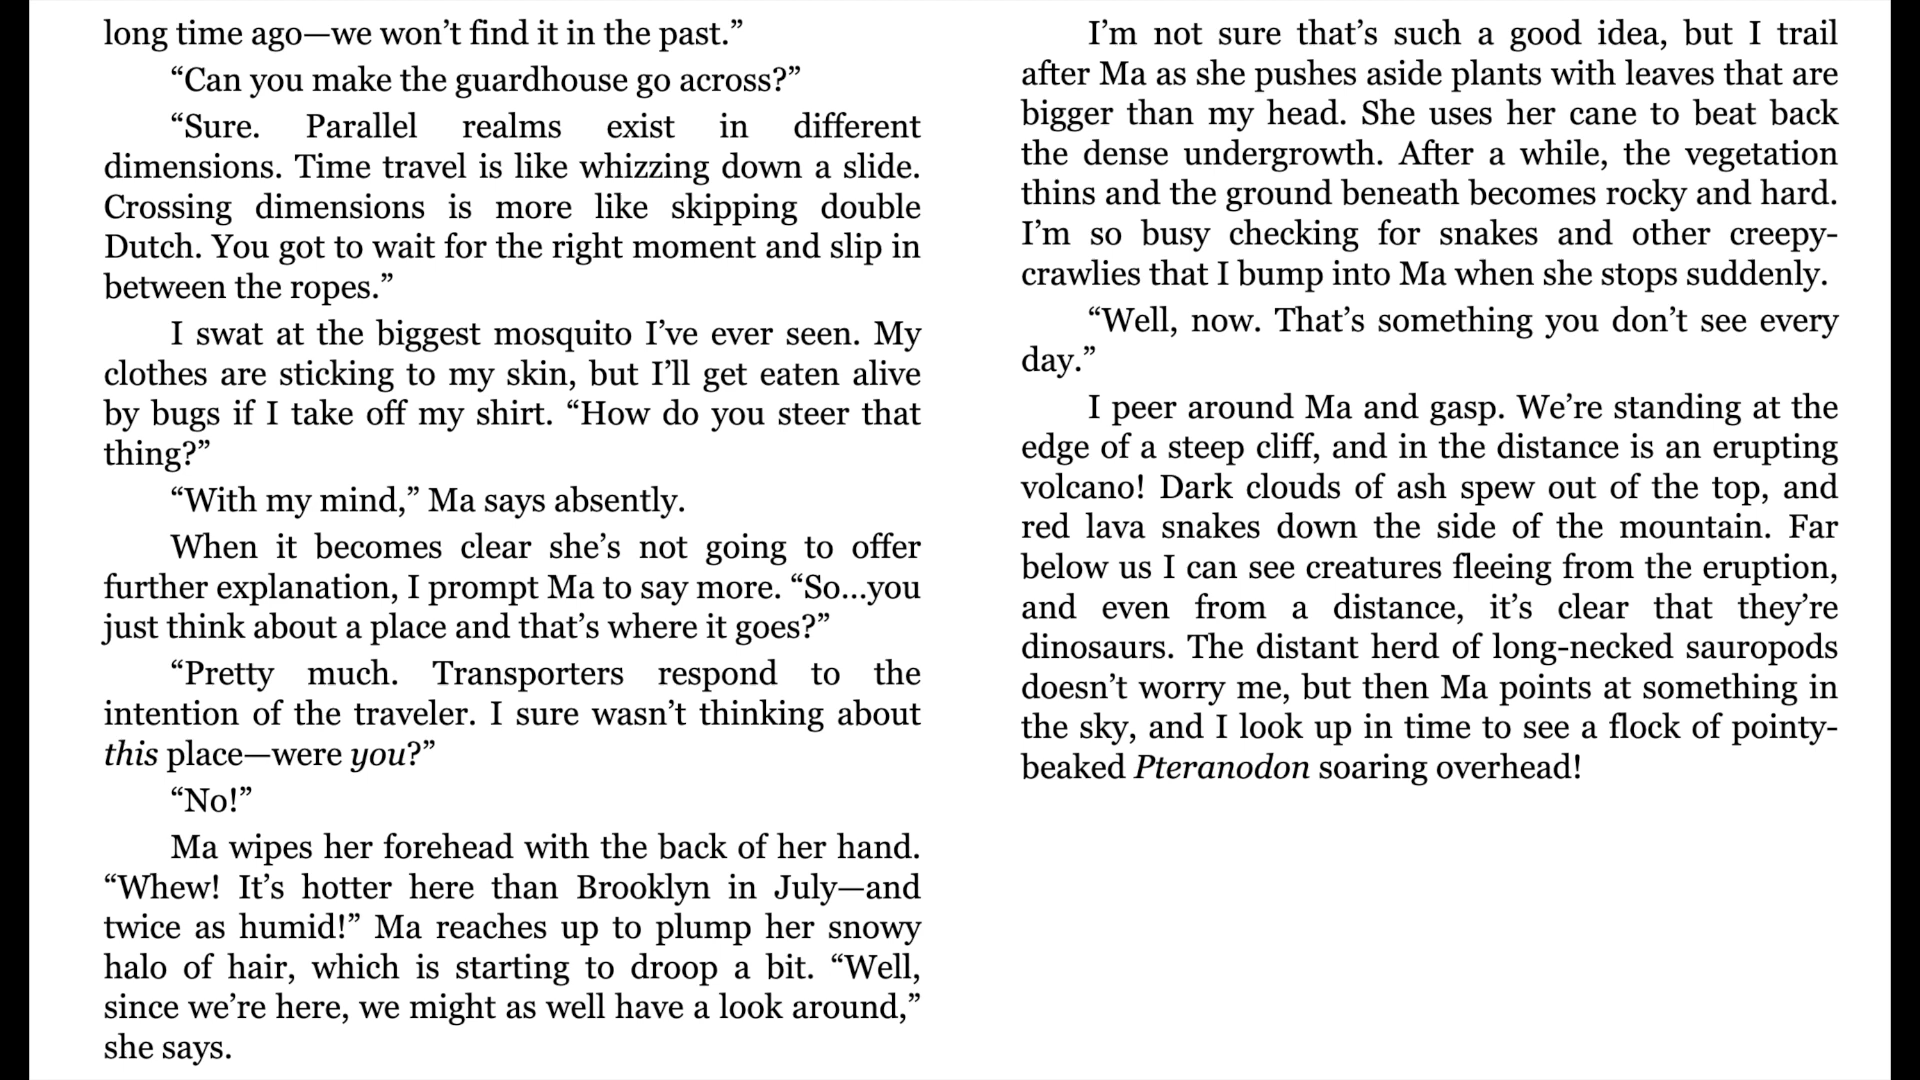 long time ago—we won’t find it in the past.”
“Can you make the guardhouse go across?”
“Sure. Parallel realms exist in different
dimensions. Time travel is like whizzing down a slide.
Crossing dimensions is more like skipping double
Dutch. You got to wait for the right moment and slip in
between the ropes.”
I swat at the biggest mosquito I’ve ever seen. My
clothes are sticking to my skin, but I’ll get eaten alive
by bugs if I take off my shirt. “How do you steer that
thing?”
“With my mind,” Ma says absently.
When it becomes clear she’s not going to offer
further explanation, I prompt Ma to say more. “So...you
just think about a place and that’s where it goes?”
“Pretty much. Transporters respond to the
intention of the traveler. I sure wasn’t thinking about
this place—were you?”
“No!”
Ma wipes her forehead with the back of her hand.
“Whew! It’s hotter here than Brooklyn in July—and
twice as humid!” Ma reaches up to plump her snowy
halo of hair, which is starting to droop a bit. “Well,
since we’re here, we might as well have a look around,”
she says.
I’m not sure that’s such a good idea, but I trail
after Ma as she pushes aside plants with leaves that are
bigger than my head. She uses her cane to beat back
the dense undergrowth. After a while, the vegetation
thins and the ground beneath becomes rocky and hard.
I’m so busy checking for snakes and other creepy-
crawlies that I bump into Ma when she stops suddenly.
“Well, now. That’s something you don’t see every
day.”
I peer around Ma and gasp. We’re standing at the
edge of a steep cliff, and in the distance is an erupting
volcano! Dark clouds of ash spew out of the top, and
red lava snakes down the side of the mountain. Far
below us I can see creatures fleeing from the eruption,
and even from a distance, it’s clear that they’re
dinosaurs. The distant herd of long-necked sauropods
doesn’t worry me, but then Ma points at something in
the sky, and I look up in time to see a flock of pointy-
beaked Pteranodon soaring overhead!